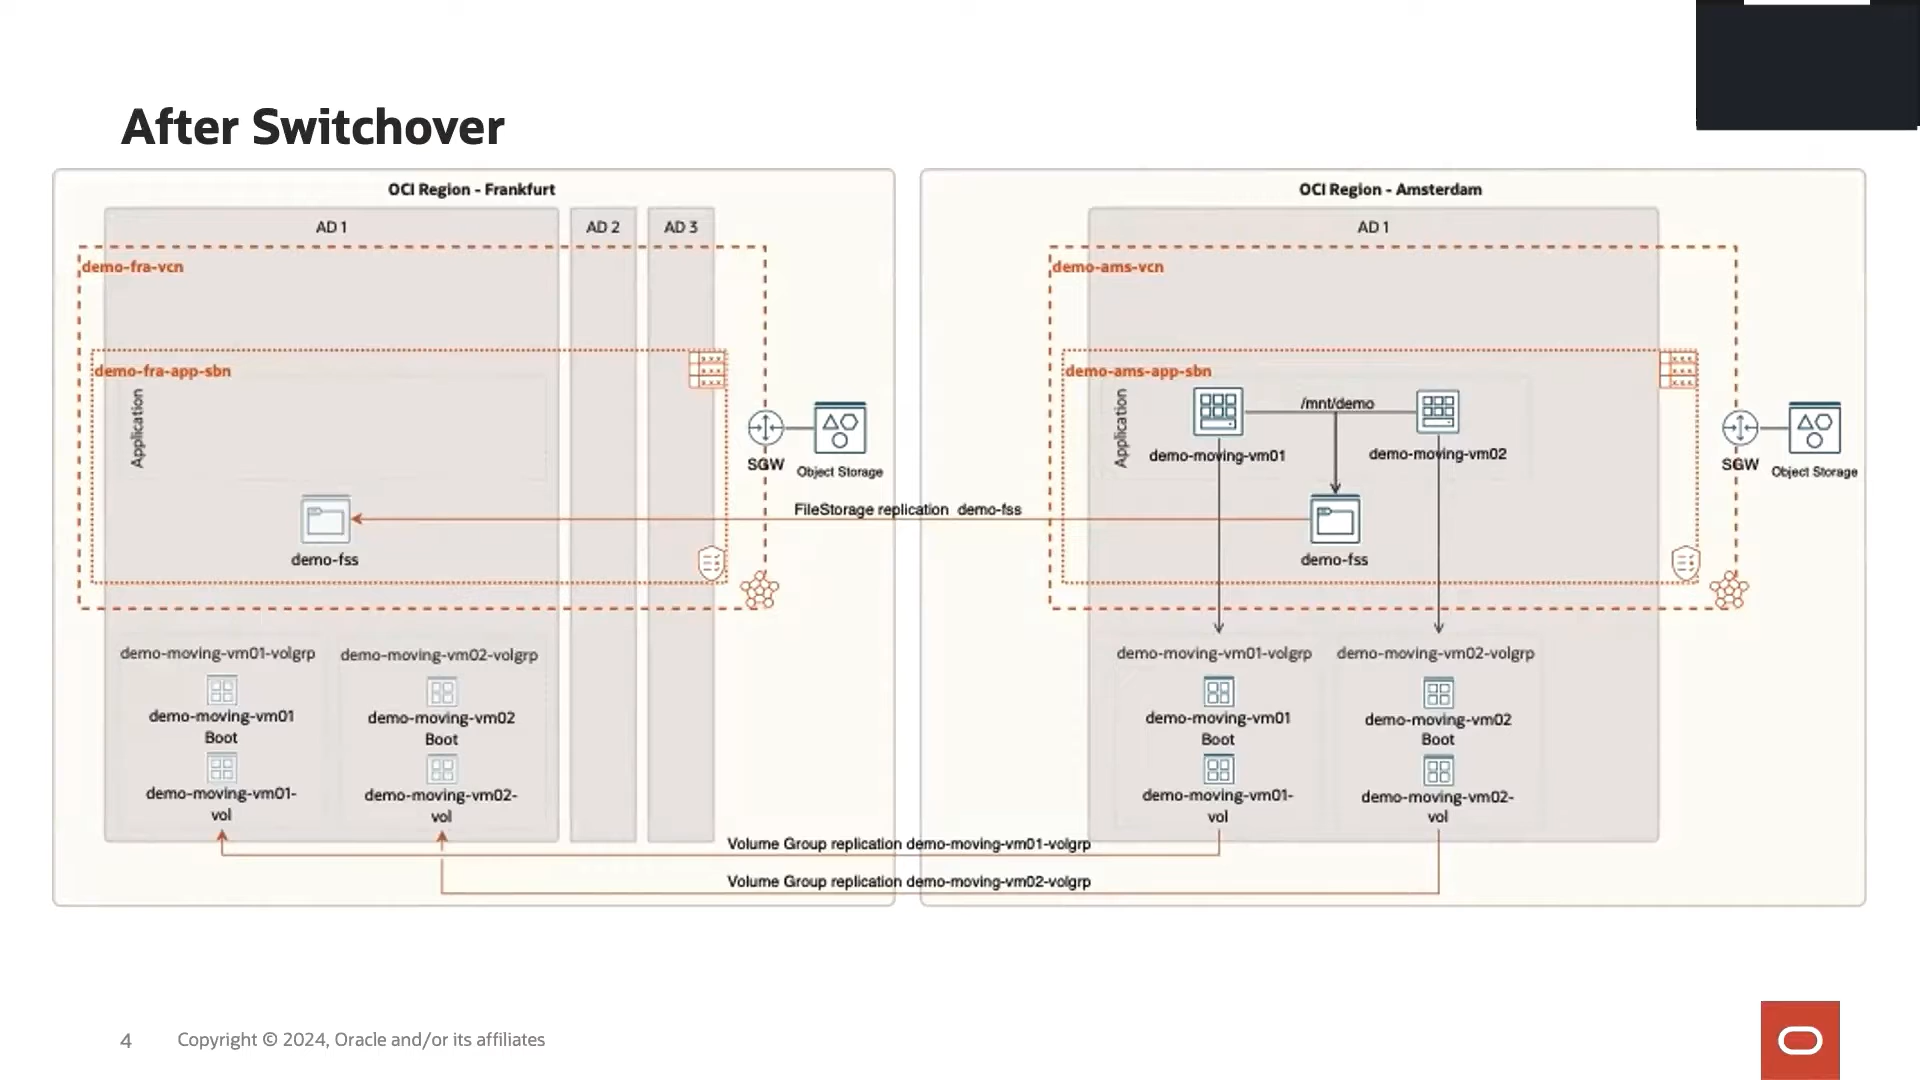 After Switchover
OCI Region - Frankfurt
AD 1
AD 2
AD 3
demo-fra-vcn
demo-fra-app-sbn
Application
demo-fss
SGW
Object Storage
demo-moving-vm01-volgrp
demo-moving-vm01
Boot
demo-moving-vm01-
vol
demo-moving-vm02-volgrp
demo-moving-vm02
Boot
demo-moving-vm02-
vol
FileStorage replication demo-fss
Volume Group replication demo-moving-vm01-volgrp
Volume Group replication demo-moving-vm02-volgrp
OCI Region - Amsterdam
AD 1
demo-ams-vcn
demo-ams-app-sbn
Application
/mnt/demo
demo-moving-vm01
demo-moving-vm02
demo-fss
SGW
Object Storage
demo-moving-vm01-volgrp
demo-moving-vm01
Boot
demo-moving-vm01-
vol
demo-moving-vm02-volgrp
demo-moving-vm02
Boot
demo-moving-vm02-
vol
4
Copyright © 2024, Oracle and/or its affiliates